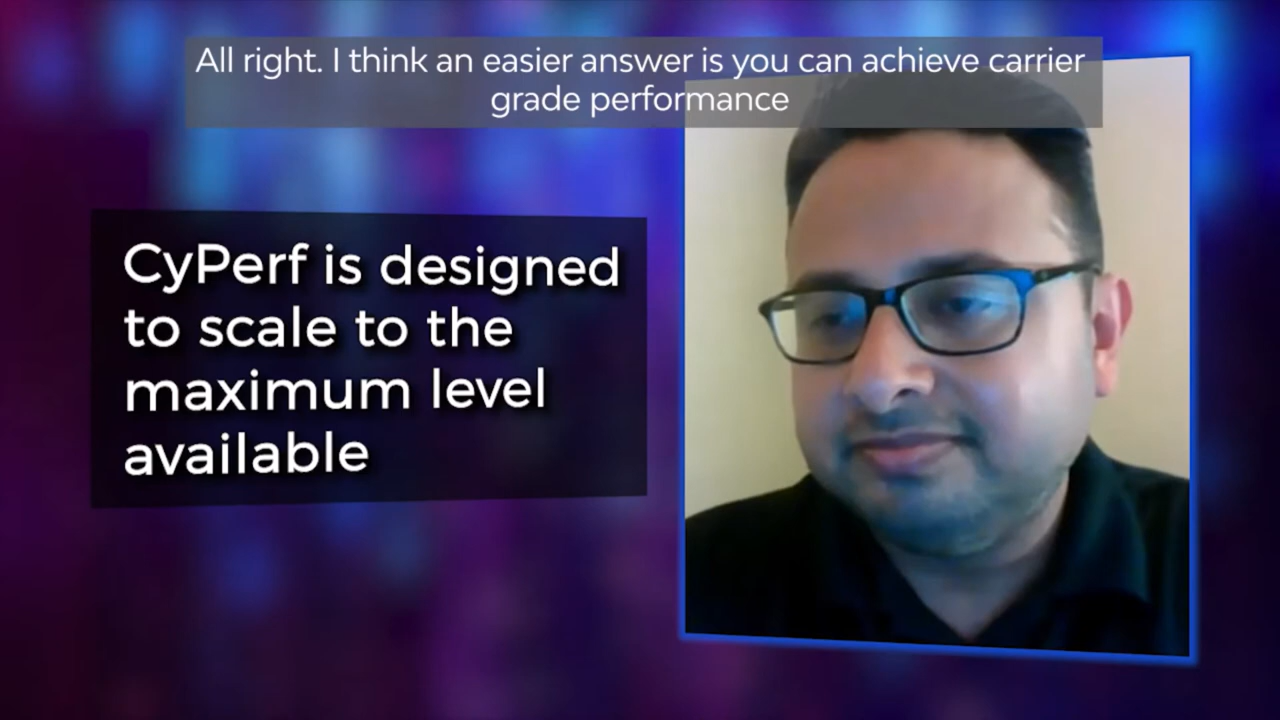 All right. I think an easier answer is you can achieve carrier
grade performance
CyPerf is designed
to scale to the
maximum level
available